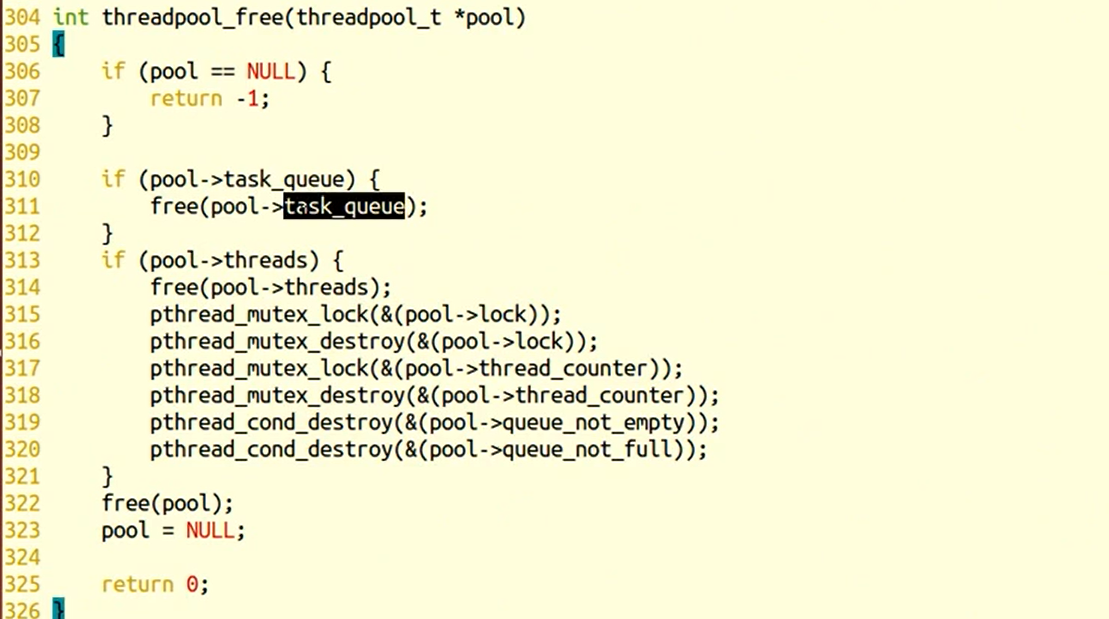 304 int threadpool_free(threadpool_t *pool)
305 {
306     if (pool == NULL) {
307         return -1;
308     }
309
310     if (pool->task_queue) {
311         free(pool->task_queue);
312     }
313     if (pool->threads) {
314         free(pool->threads);
315         pthread_mutex_lock(&(pool->lock));
316         pthread_mutex_destroy(&(pool->lock));
317         pthread_mutex_lock(&(pool->thread_counter));
318         pthread_mutex_destroy(&(pool->thread_counter));
319         pthread_cond_destroy(&(pool->queue_not_empty));
320         pthread_cond_destroy(&(pool->queue_not_full));
321     }
322     free(pool);
323     pool = NULL;
324
325     return 0;
326 }